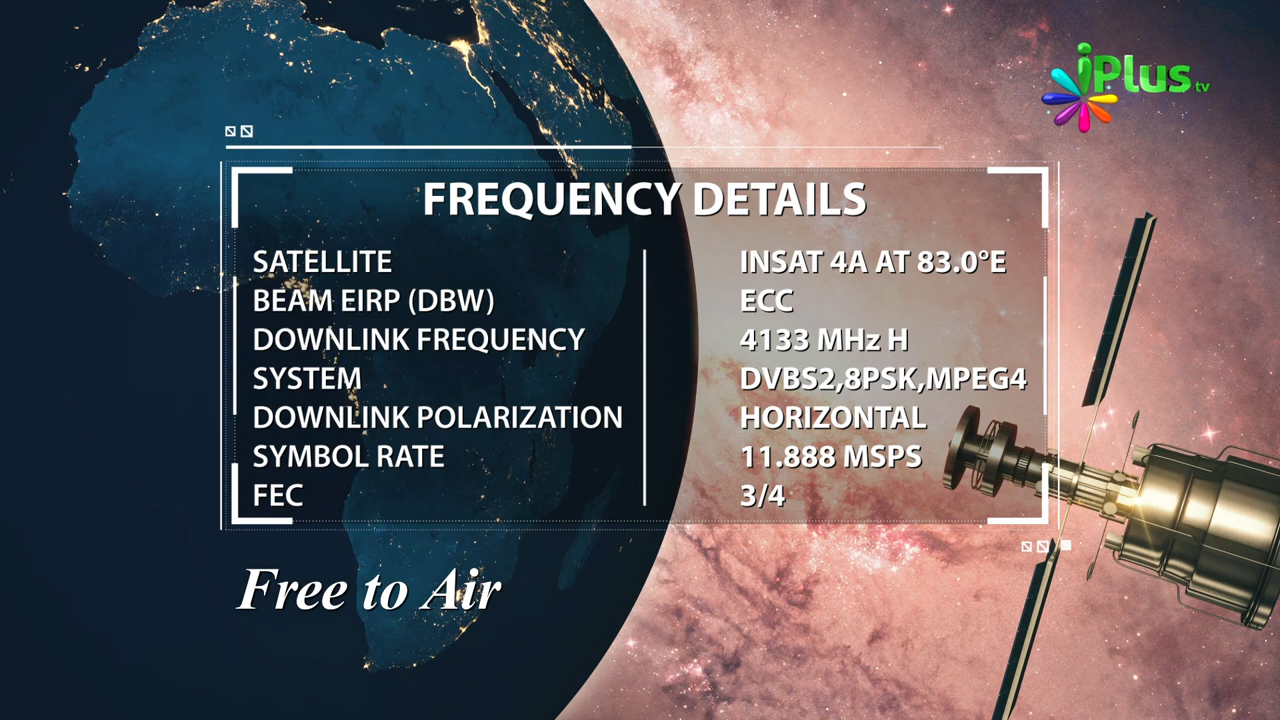 iPlus tv
FREQUENCY DETAILS
SATELLITE INSAT 4A AT 83.0°E
BEAM EIRP (DBW) ECC
DOWNLINK FREQUENCY 4133 MHz H
SYSTEM DVBS2,8PSK,MPEG4
DOWNLINK POLARIZATION HORIZONTAL
SYMBOL RATE 11.888 MSPS
FEC 3/4
Free to Air